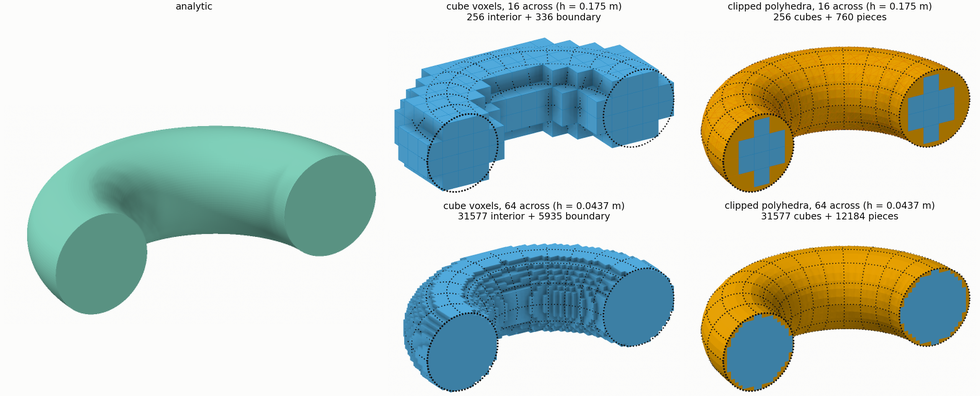 analytic
cube voxels, 16 across (h = 0.175 m)
256 interior + 336 boundary
clipped polyhedra, 16 across (h = 0.175 m)
256 cubes + 760 pieces
cube voxels, 64 across (h = 0.0437 m)
31577 interior + 5935 boundary
clipped polyhedra, 64 across (h = 0.0437 m)
31577 cubes + 12184 pieces